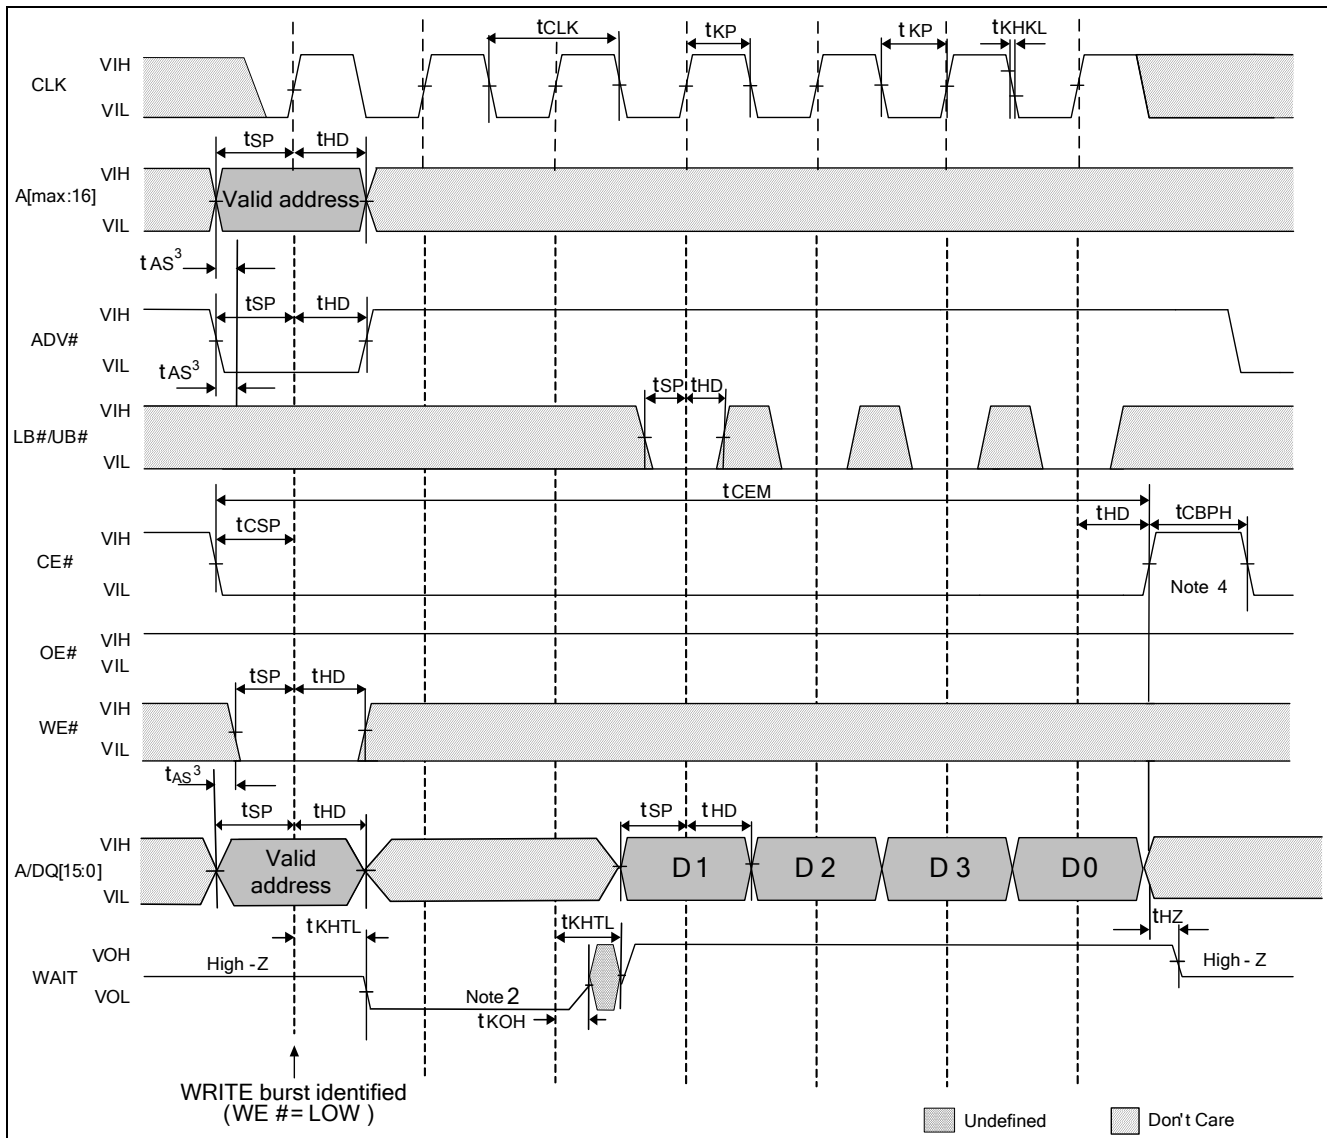 tCLK tKP tKP tKHKL
VIH
CLK
VIL
tSP tHD
VIH
A[max:16] Valid address
VIL
tAS3
tSP tHD
VIH
ADV#
VIL
tAS3
tSP tHD
VIH
LB#/UB#
VIL
tCEM
tCSP tHD tCBPH
VIH
CE#
VIL Note 4
VIH
OE#
VIL
tSP tHD
VIH
WE#
VIL
tAS3
tSP tHD tSP tHD
VIH
A/DQ[15:0] Valid address D1 D2 D3 D0
VIL
tKHTL tKHTL tHZ
VOH
WAIT High-Z High-Z
VOL Note 2
tKOH
WRITE burst identified
(WE #= LOW )
Undefined Don't Care